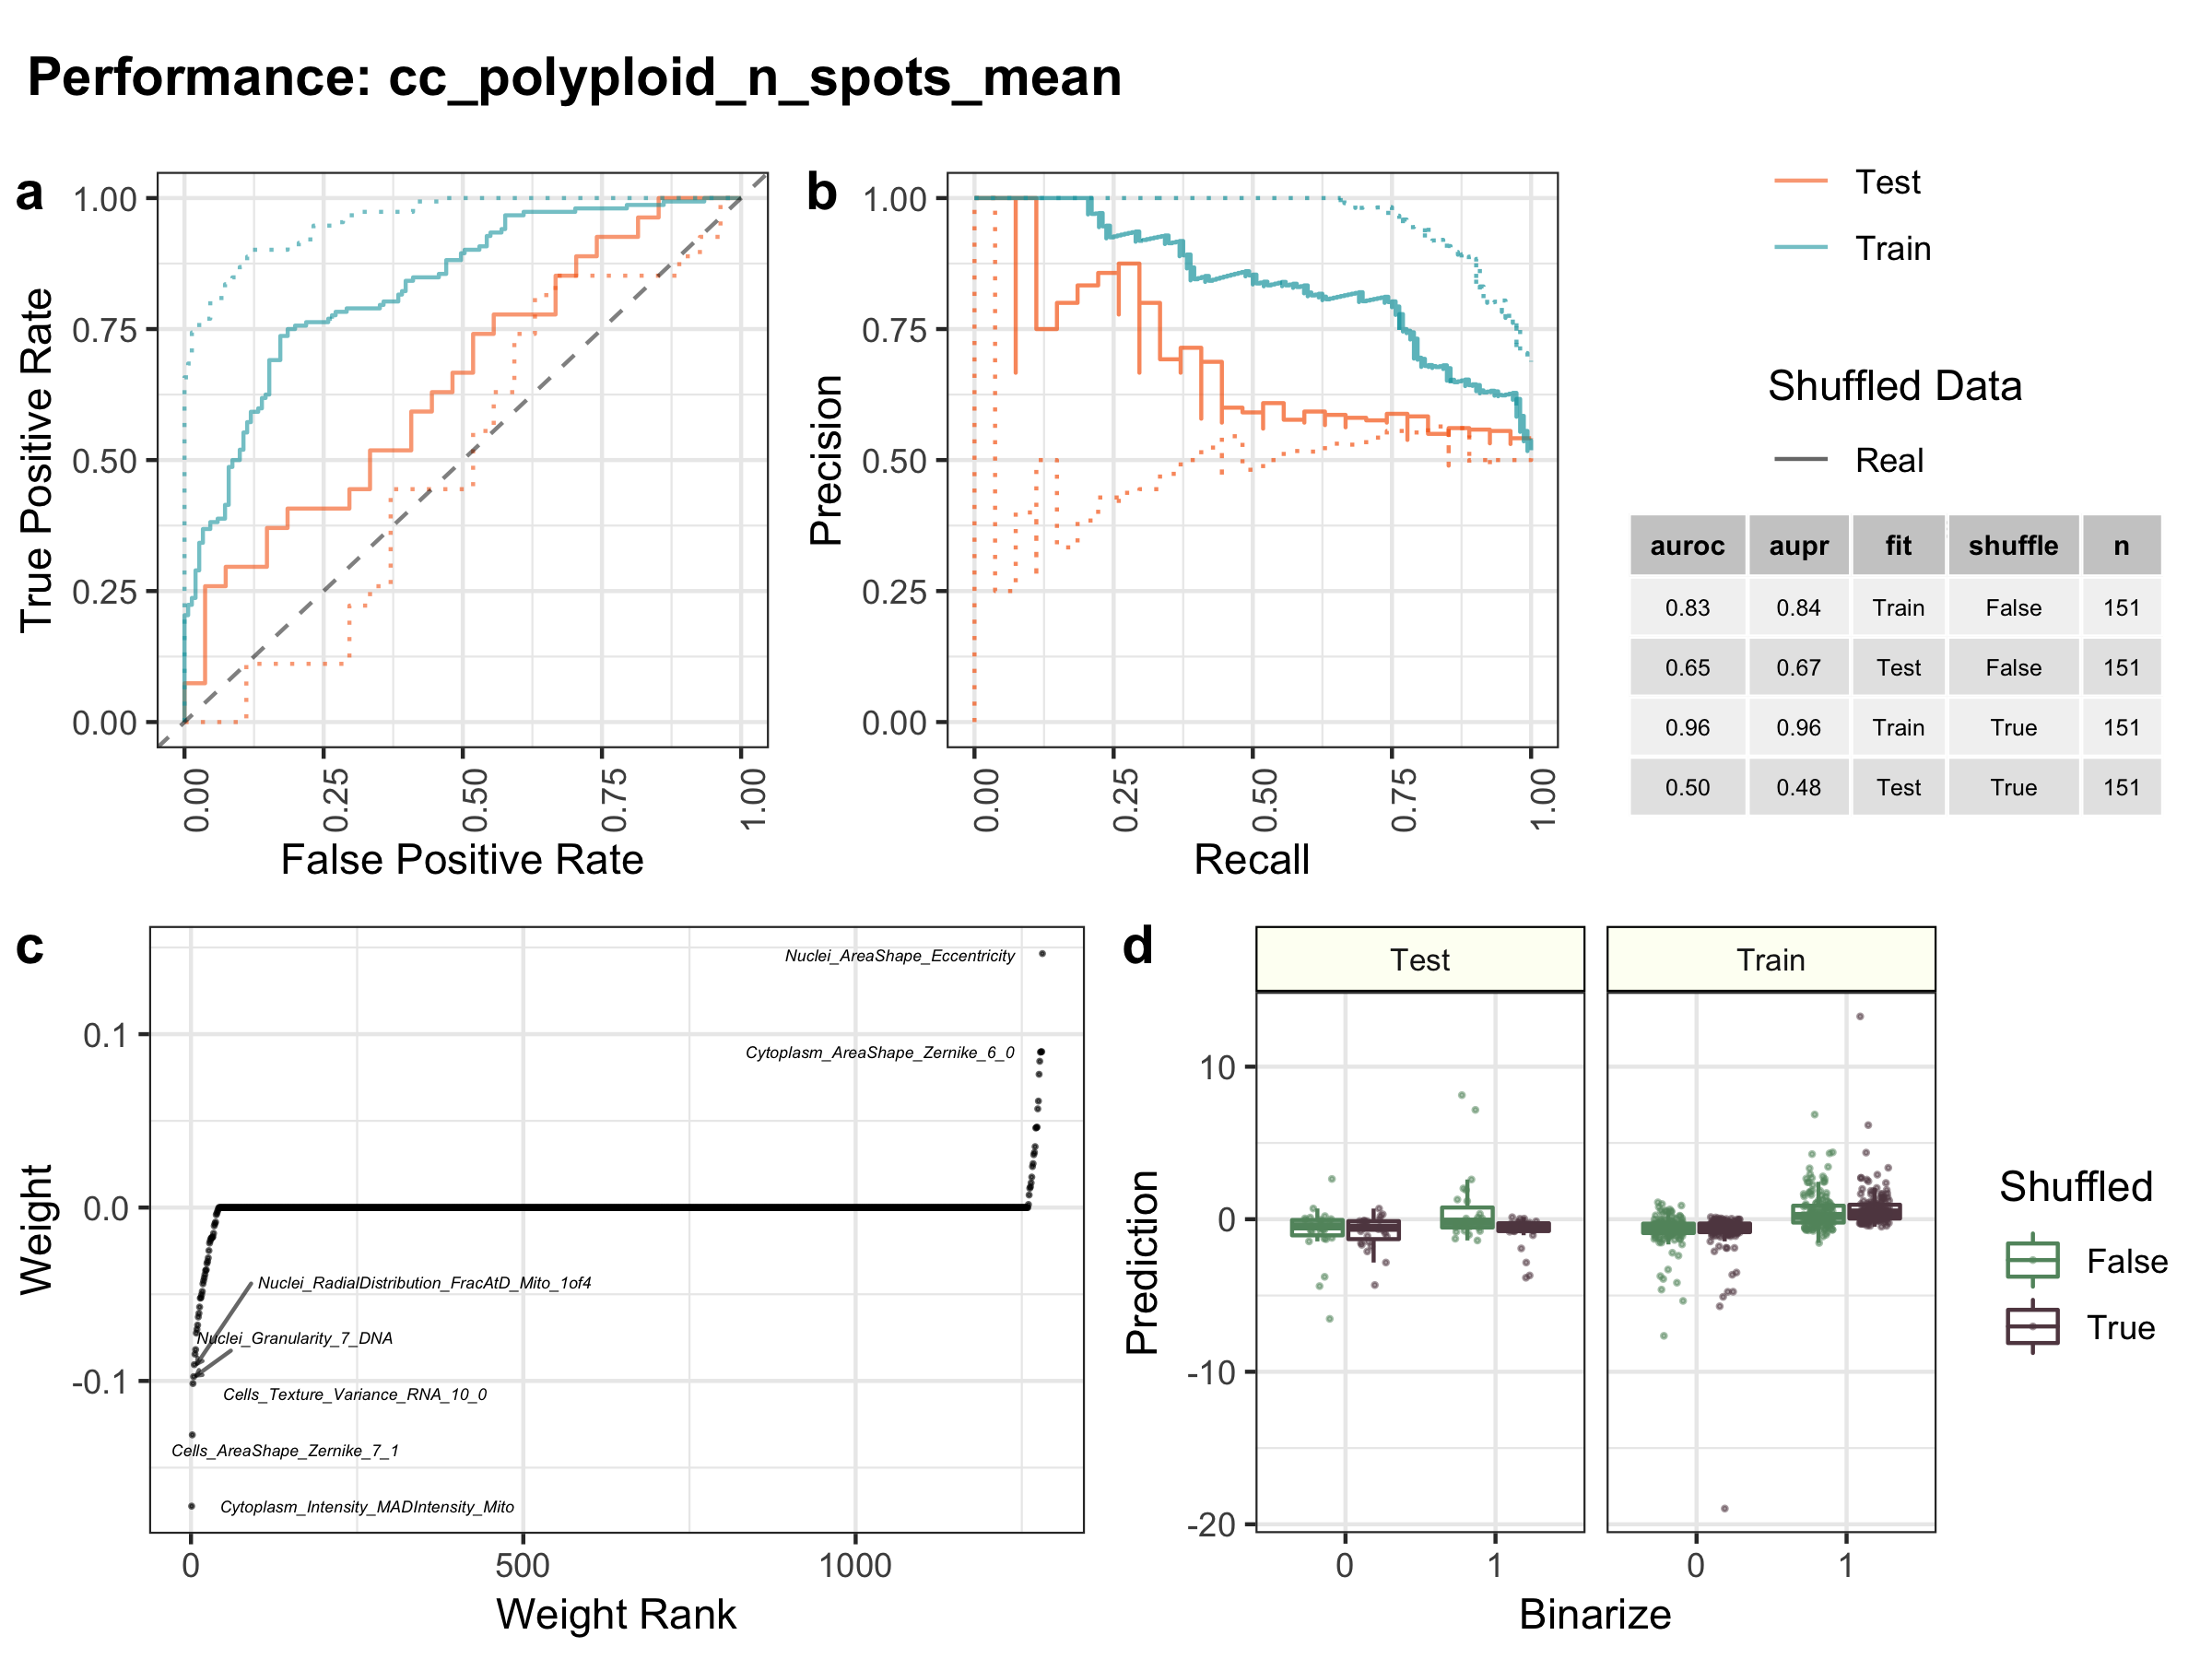 Performance: cc_polyploid_n_spots_mean
a
1.00
0.75
0.50
0.25
0.00
True Positive Rate
0.00
0.25
0.50
0.75
1.00
False Positive Rate
b
1.00
0.75
0.50
0.25
0.00
Precision
0.00
0.25
0.50
0.75
1.00
Recall
Test
Train
Shuffled Data
Real
auroc aupr fit shuffle n
0.83 0.84 Train False 151
0.65 0.67 Test False 151
0.96 0.96 Train True 151
0.50 0.48 Test True 151
c
0.1
0.0
-0.1
Weight
Nuclei_AreaShape_Eccentricity
Cytoplasm_AreaShape_Zernike_6_0
Nuclei_RadialDistribution_FracAtD_Mito_1of4
Nuclei_Granularity_7_DNA
Cells_Texture_Variance_RNA_10_0
Cells_AreaShape_Zernike_7_1
Cytoplasm_Intensity_MADIntensity_Mito
0
500
1000
Weight Rank
d
Test
Train
10
0
-10
-20
Prediction
0
1
0
1
Binarize
Shuffled
False
True